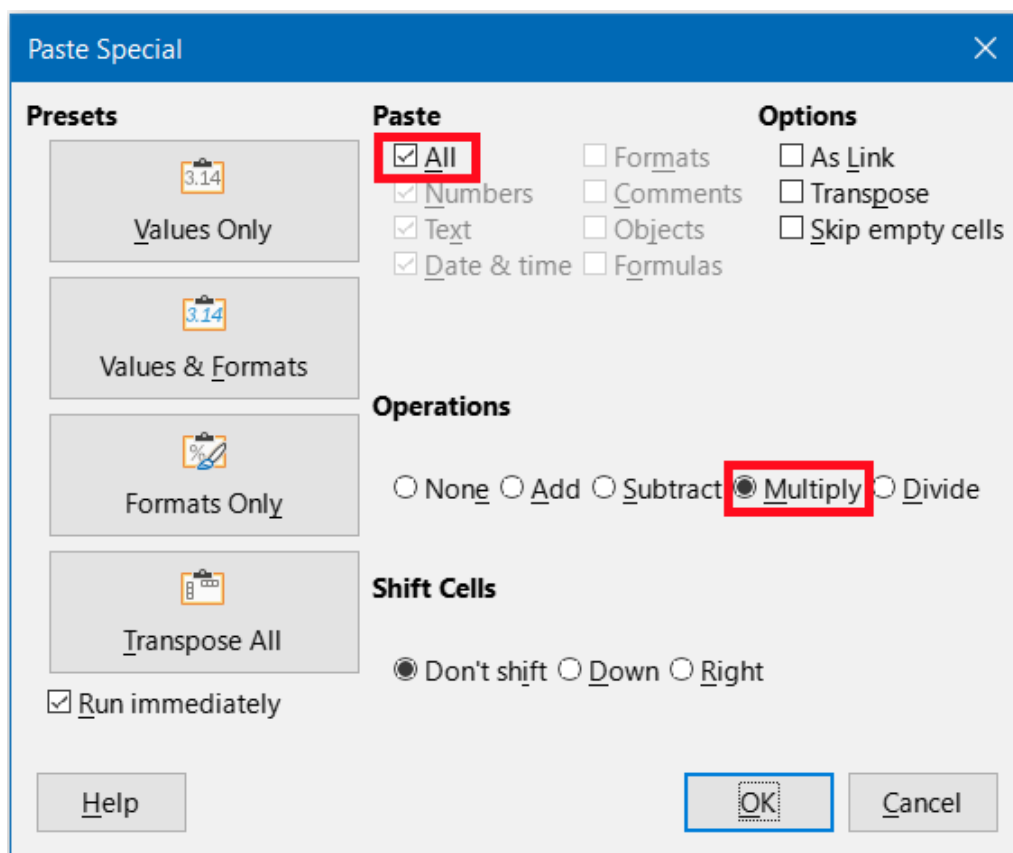 Paste Special
Presets
3.14
Values Only
3.14
Values & Formats
%
Formats Only
Transpose All
Run immediately
Paste
All
Numbers
Text
Date & time
Formats
Comments
Objects
Formulas
Options
As Link
Transpose
Skip empty cells
Operations
None Add Subtract Multiply Divide
Shift Cells
Don't shift Down Right
Help
OK
Cancel